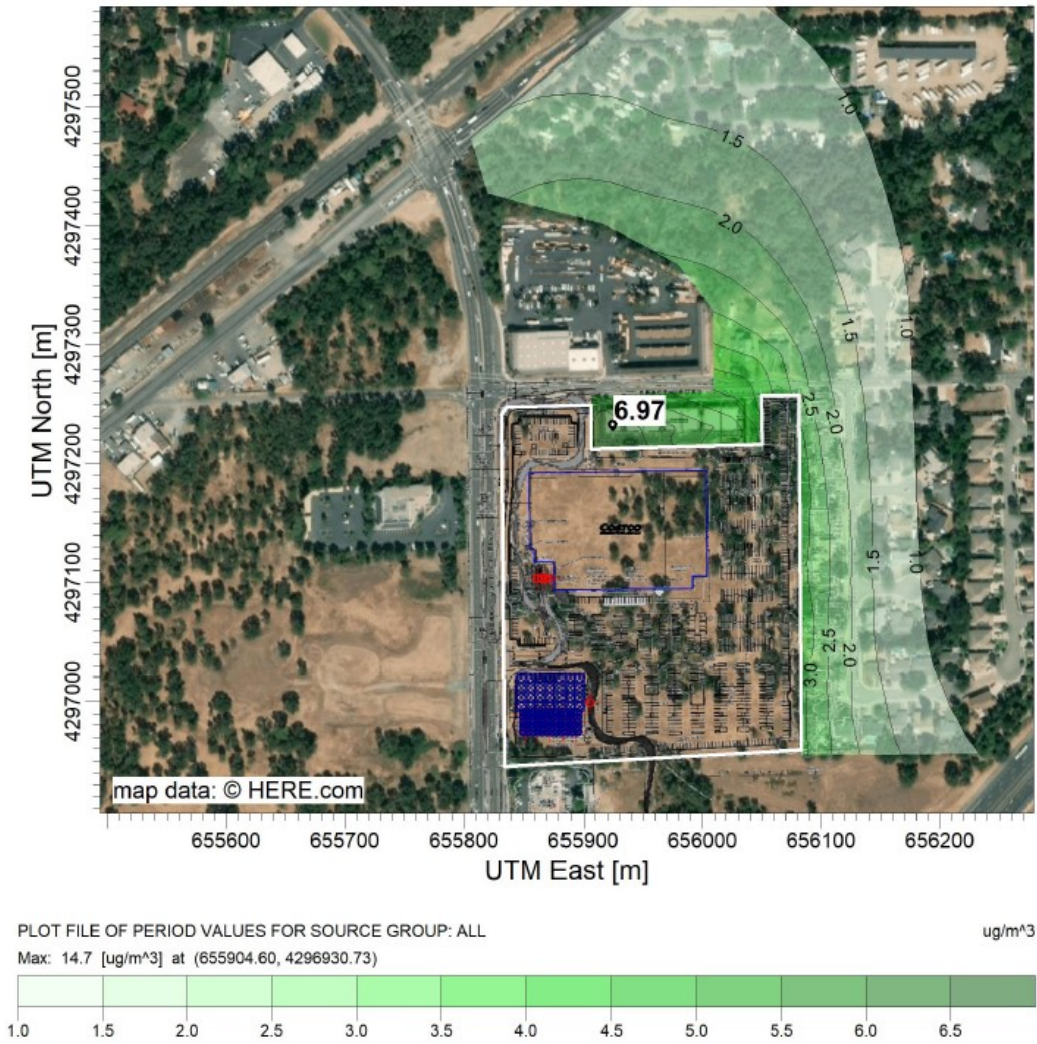 UTM North [m]
4297500
4297400
4297300
4297200
4297100
4297000
1.0
1.5
2.0
1.5
1.0
6.97
2.5
2.0
COSTCO
1.5
1.0
2.5
2.0
3.0
map data: © HERE.com
655600 655700 655800 655900 656000 656100 656200
UTM East [m]
PLOT FILE OF PERIOD VALUES FOR SOURCE GROUP: ALL ug/m^3
Max: 14.7 [ug/m^3] at (655904.60, 4296930.73)
1.0 1.5 2.0 2.5 3.0 3.5 4.0 4.5 5.0 5.5 6.0 6.5